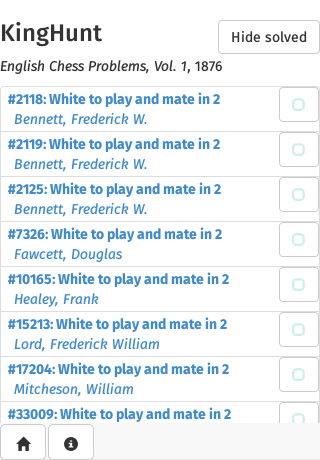 KingHunt
Hide solved
English Chess Problems, Vol. 1, 1876
#2118: White to play and mate in 2
Bennett, Frederick W.
#2119: White to play and mate in 2
Bennett, Frederick W.
#2125: White to play and mate in 2
Bennett, Frederick W.
#7326: White to play and mate in 2
Fawcett, Douglas
#10165: White to play and mate in 2
Healey, Frank
#15213: White to play and mate in 2
Lord, Frederick William
#17204: White to play and mate in 2
Mitcheson, William
#33009: White to play and mate in 2